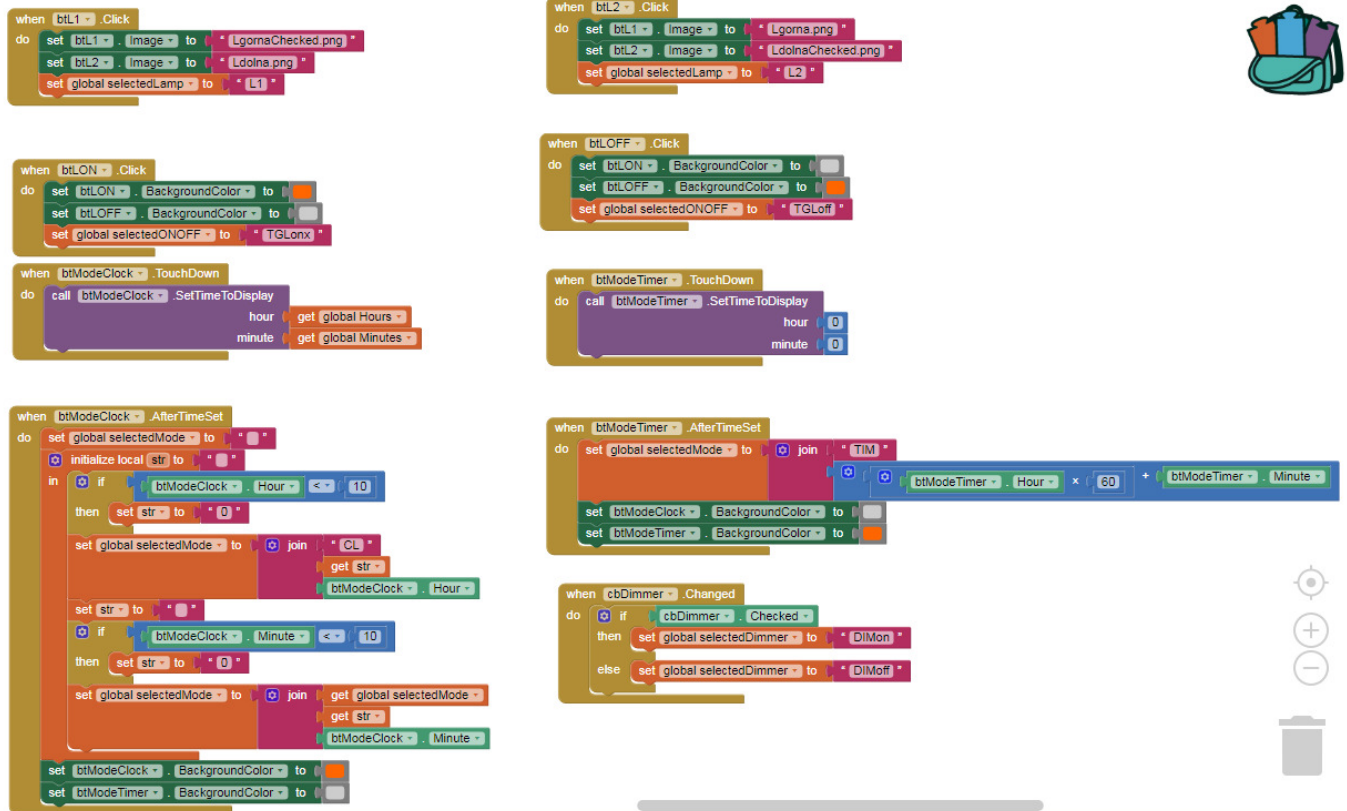 when btL1 .Click
do set btL1 . Image to " LgornaChecked.png "
set btL2 . Image to " Ldolna.png "
set global selectedLamp to " L1 "
when btL2 .Click
do set btL1 . Image to " Lgorna.png "
set btL2 . Image to " LdolnaChecked.png "
set global selectedLamp to " L2 "
when btLON .Click
do set btLON . BackgroundColor to
set btLOFF . BackgroundColor to
set global selectedONOFF to " TGLonx "
when btLOFF .Click
do set btLON . BackgroundColor to
set btLOFF . BackgroundColor to
set global selectedONOFF to " TGLoff "
when btModeClock .TouchDown
do call btModeClock .SetTimeToDisplay
hour get global Hours
minute get global Minutes
when btModeTimer .TouchDown
do call btModeTimer .SetTimeToDisplay
hour 0
minute 0
when btModeClock .AfterTimeSet
do set global selectedMode to " "
initialize local str to " "
in if btModeClock . Hour < 10
then set str to " 0 "
set global selectedMode to join " CL "
get str
btModeClock . Hour
set str to " "
if btModeClock . Minute < 10
then set str to " 0 "
set global selectedMode to join get global selectedMode
get str
btModeClock . Minute
set btModeClock . BackgroundColor to
set btModeTimer . BackgroundColor to
when btModeTimer .AfterTimeSet
do set global selectedMode to join " TIM "
btModeTimer . Hour × 60 + btModeTimer . Minute
set btModeClock . BackgroundColor to
set btModeTimer . BackgroundColor to
when cbDimmer .Changed
do if cbDimmer . Checked
then set global selectedDimmer to " DIMon "
else set global selectedDimmer to " DIMoff "